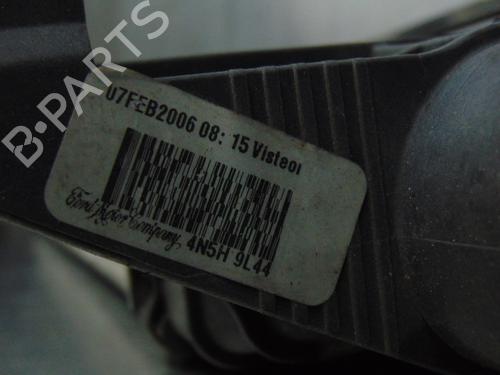 B-PARTS
07FEB2006 08: 15 Visteon
Ford Motor Company
4N5H 9L44